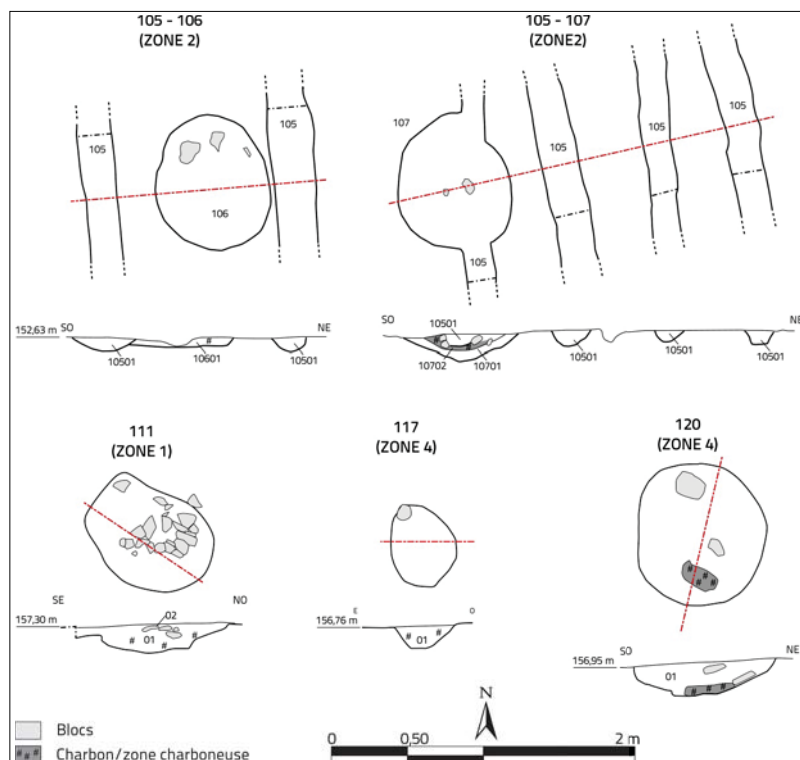 105 - 106
(ZONE 2)
105 - 107
(ZONE2)
105
105
106
107
105
105
105
105
152,63 m
SO
NE
10501
10601
10501
SO
NE
10501
10702
10701
10501
10501
10501
111
(ZONE 1)
117
(ZONE 4)
120
(ZONE 4)
SE
NO
157,30 m
02
01
E
O
156,76 m
01
SO
NE
156,95 m
01
N
Blocs
Charbon/zone charboneuse
0
0,50
2 m